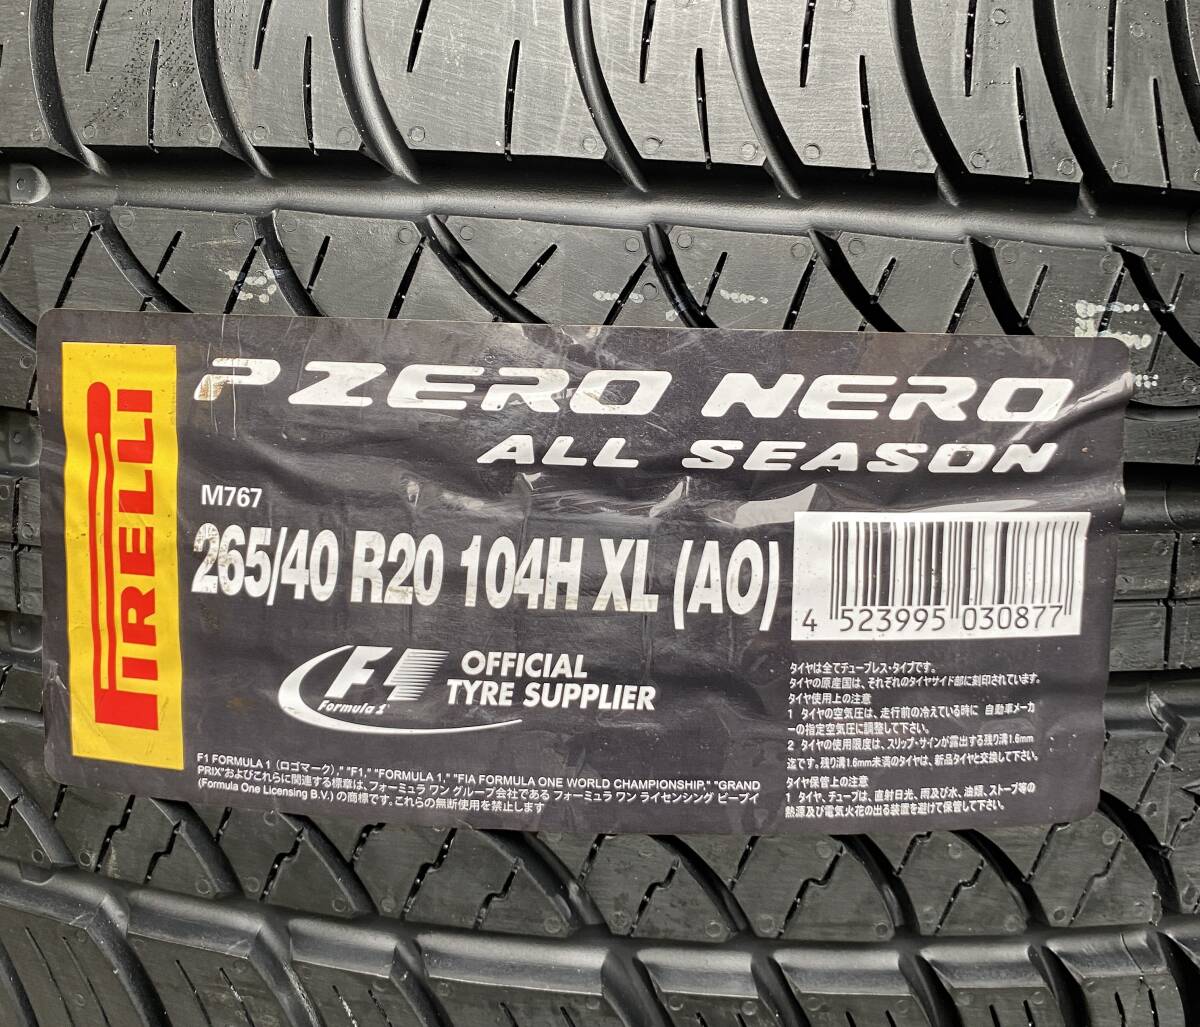 PIRELLI
P ZERO NERO
ALL SEASON
M767
265/40 R20 104H XL (AO)
4 523995 030877
F1
Formula 1
OFFICIAL
TYRE SUPPLIER
F1 FORMULA 1（ロゴマーク）," "F1," "FORMULA 1," "FIA FORMULA ONE WORLD CHAMPIONSHIP," "GRAND
PRIX"およびこれらに関連する標章は、フォーミュラ ワン グループ会社である フォーミュラ ワン ライセンシング ビーブイ
(Formula One Licensing B.V.) の商標です.これらの無断使用を禁止します
タイヤは全てチューブレス・タイプです。
タイヤの原産国は、それぞれのタイヤサイド部に刻印されています。
タイヤ使用上の注意
1 タイヤの空気圧は、走行前の冷えている時に 自動車メーカ
ーの指定空気圧に調整して下さい。
2 タイヤの使用限度は、スリップ・サインが露出する残り溝1.6mm
迄です。残り溝1.6mm未満のタイヤは、新品タイヤと交換して下さい。
タイヤ保管上の注意
1 タイヤ、チューブは、直射日光、雨及び水、油類、ストーブ等の
熱源及び電気火花の出る装置を避けて保管して下さい。